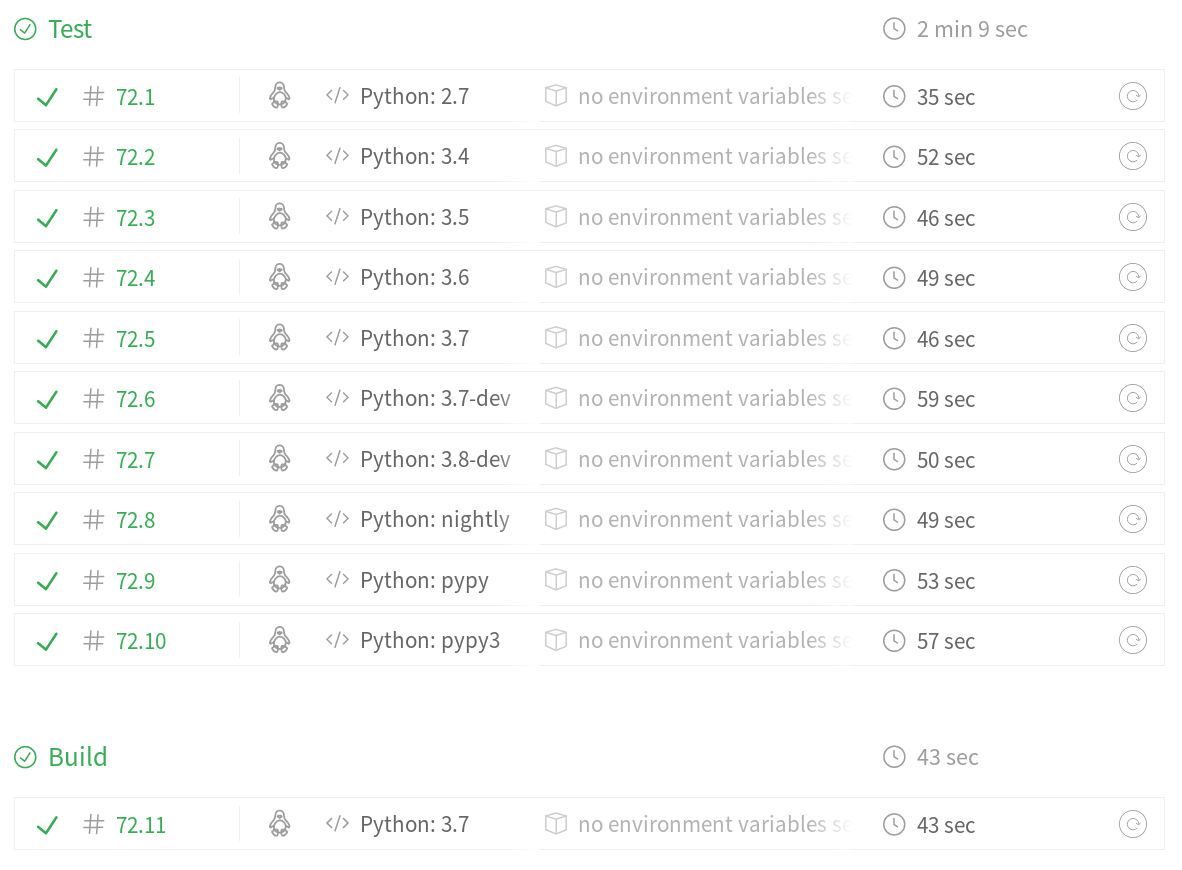 Test 2 min 9 sec
# 72.1 </> Python: 2.7 no environment variables se 35 sec
# 72.2 </> Python: 3.4 no environment variables se 52 sec
# 72.3 </> Python: 3.5 no environment variables se 46 sec
# 72.4 </> Python: 3.6 no environment variables se 49 sec
# 72.5 </> Python: 3.7 no environment variables se 46 sec
# 72.6 </> Python: 3.7-dev no environment variables se 59 sec
# 72.7 </> Python: 3.8-dev no environment variables se 50 sec
# 72.8 </> Python: nightly no environment variables se 49 sec
# 72.9 </> Python: pypy no environment variables se 53 sec
# 72.10 </> Python: pypy3 no environment variables se 57 sec
Build 43 sec
# 72.11 </> Python: 3.7 no environment variables se 43 sec